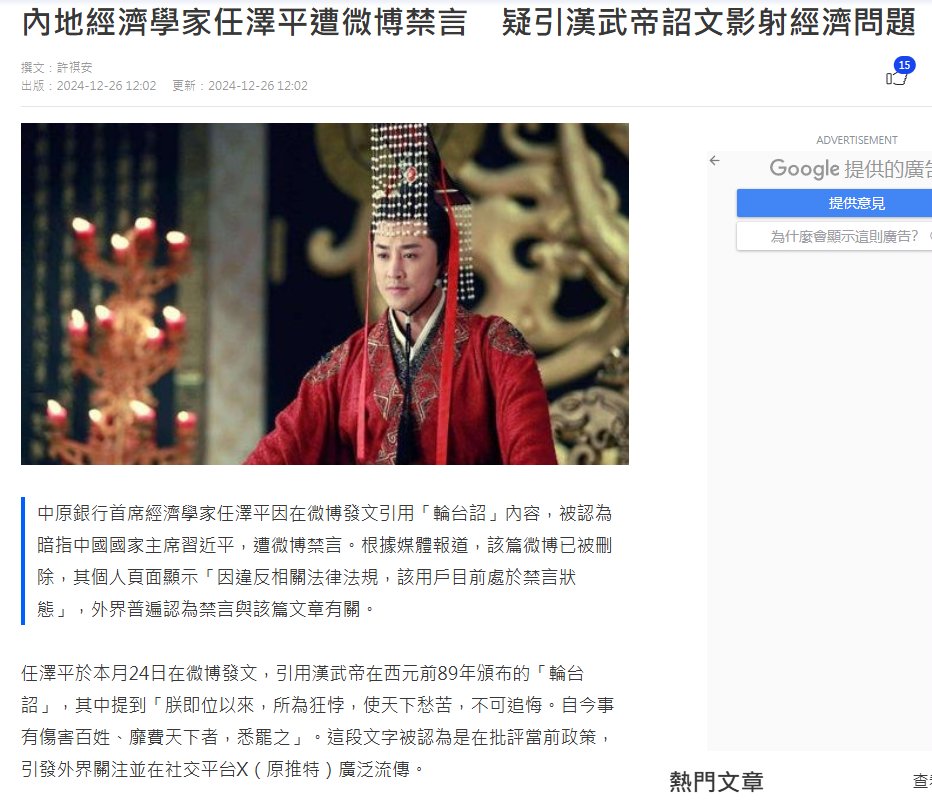 內地經濟學家任澤平遭微博禁言　疑引漢武帝詔文影射經濟問題
撰文：許祺安
出版：2024-12-26 12:02　更新：2024-12-26 12:02
15
ADVERTISEMENT
Google 提供的廣告
提供意見
為什麼會顯示這則廣告？
中原銀行首席經濟學家任澤平因在微博發文引用「輪台詔」內容，被認為
暗指中國國家主席習近平，遭微博禁言。根據媒體報道，該篇微博已被刪
除，其個人頁面顯示「因違反相關法律法規，該用戶目前處於禁言狀
態」，外界普遍認為禁言與該篇文章有關。
任澤平於本月24日在微博發文，引用漢武帝在西元前89年頒布的「輪台
詔」，其中提到「朕即位以來，所為狂悖，使天下愁苦，不可追悔。自今事
有傷害百姓、靡費天下者，悉罷之」。這段文字被認為是在批評當前政策，
引發外界關注並在社交平台X（原推特）廣泛流傳。
熱門文章
查看